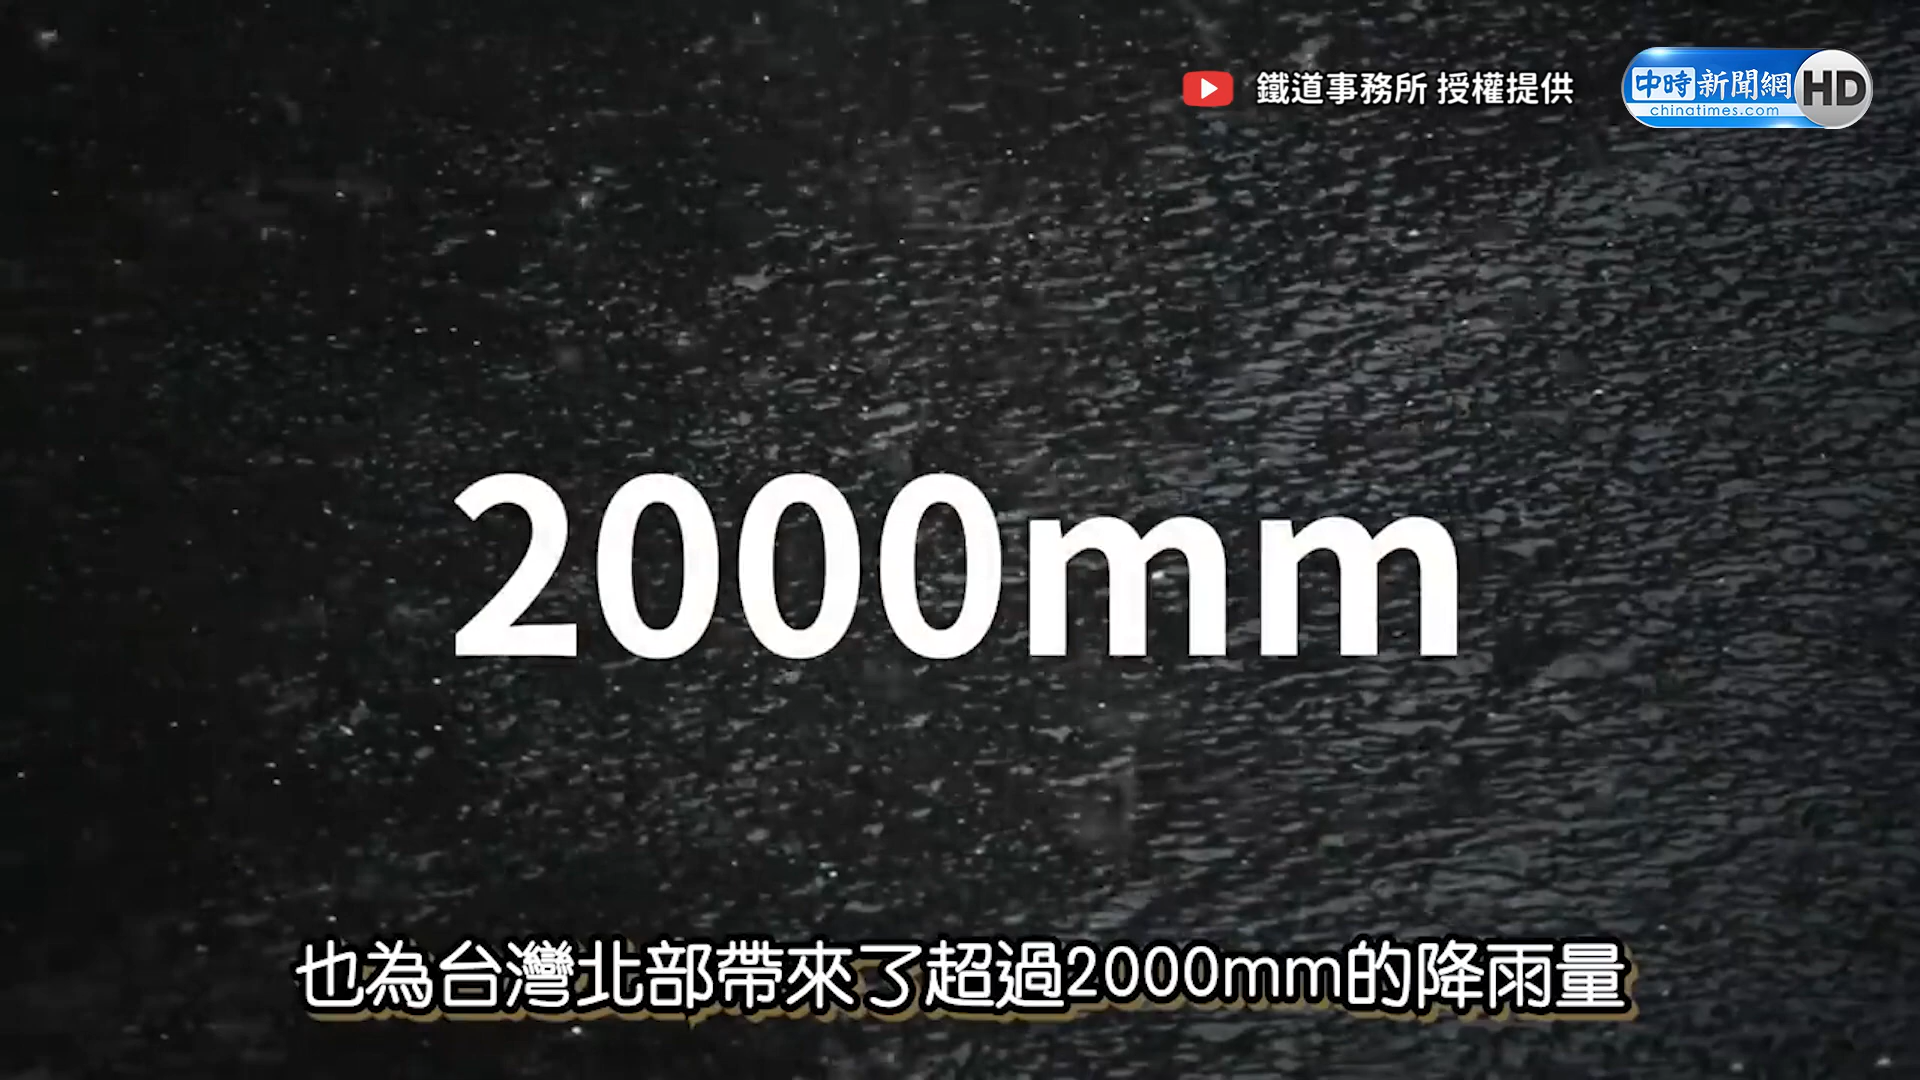 鐵道事務所 授權提供
中時新聞網 HD
chinatimes.com
2000mm
也為台灣北部帶來了超過2000mm的降雨量